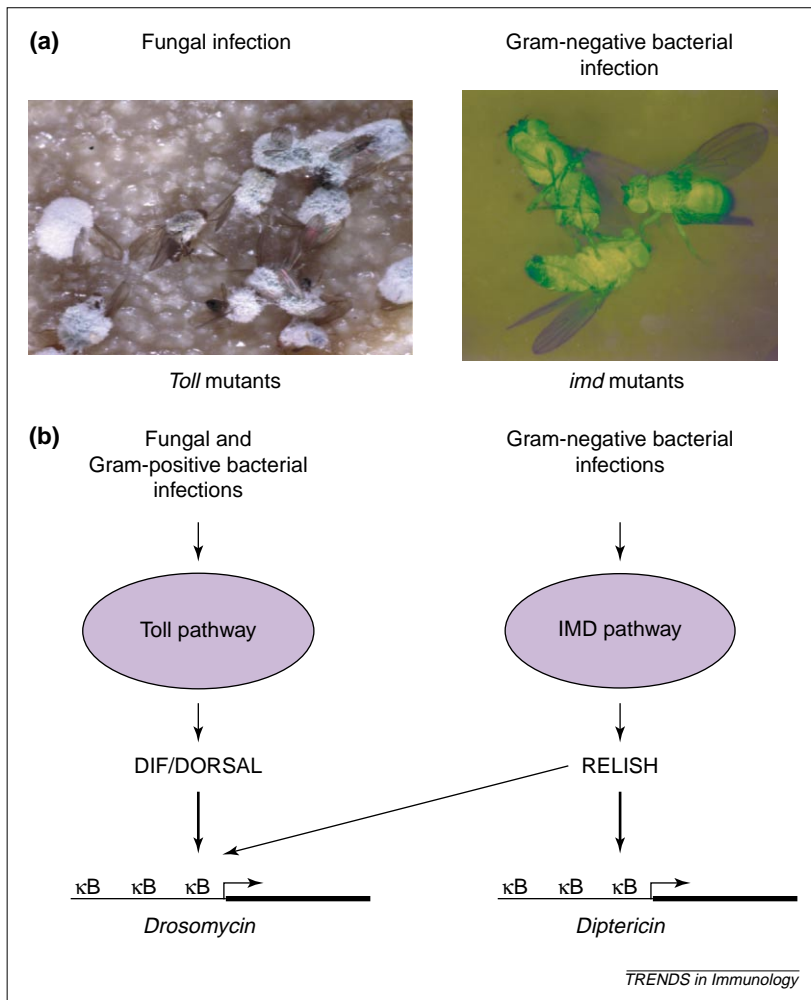 (a)
Fungal infection
Gram-negative bacterial
infection
Toll mutants
imd mutants
(b)
Fungal and
Gram-positive bacterial
infections
Gram-negative bacterial
infections
Toll pathway
IMD pathway
DIF/DORSAL
RELISH
κB κB κB
κB κB κB
Drosomycin
Diptericin
TRENDS in Immunology